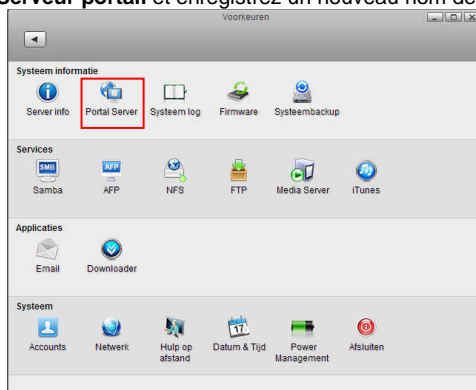 Serveur portail et enregistrez un nouveau nom de
Voorkeuren
Systeem informatie
Server info Portal Server Systeem log Firmware Systeembackup
Services
SMB AFP
Samba AFP NFS FTP Media Server iTunes
Applicaties
Email Downloader
Systeem
17
Accounts Netwerk Hulp op afstand Datum & Tijd Power Management Afsluiten